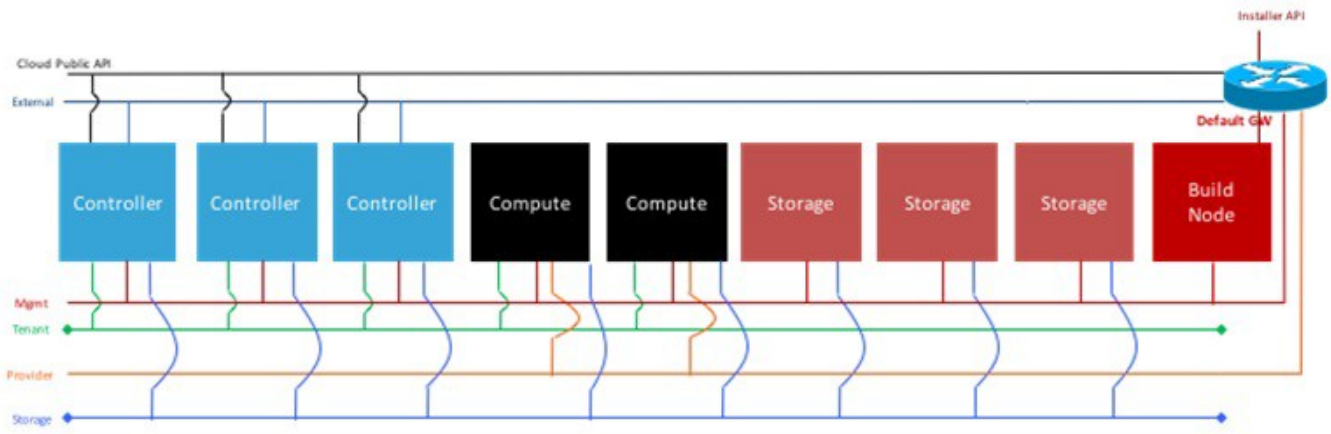 Installer API
Cloud Public API
External
Default GW
Controller
Controller
Controller
Compute
Compute
Storage
Storage
Storage
Build
Node
Mgmt
Tenant
Provider
Storage